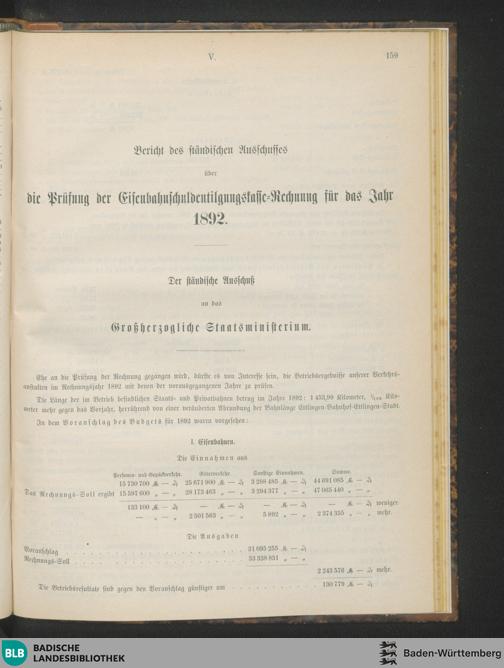 V. 159
Bericht des ständischen Ausschusses
über
die Prüfung der Eisenbahnschuldentilgungskasse-Rechnung für das Jahr
1892.
Der ständische Ausschuß
an das
Großherzogliche Staatsministerium.
Ehe an die Prüfung der Rechnung gegangen wird, dürfte es von Interesse sein, die Betriebsergebnisse unserer Verkehrs-
anstalten im Rechnungsjahr 1892 mit denen der vorausgegangenen Jahre zu prüfen.
Die Länge der im Betrieb befindlichen Staats- und Privatbahnen betrug im Jahre 1892: 1 453,90 Kilometer, Kilo-
meter mehr gegen das Vorjahr, herrührend von einer veränderten Abrundung der Bahnlänge Ettlingen-Bahnhof-Ettlingen-Stadt.
In dem Voranschlag des Budgets für 1892 waren vorgesehen:
1. Eisenbahnen.
Die Einnahmen aus
Personen- und Gepäckverkehr. Güterverkehr. Sonstige Einnahmen. Summe.
15 730 700 ℳ — ₰ 25 671 900 ℳ — ₰ 3 288 485 ℳ — ₰ 44 691 085 ℳ — ₰
Das Rechnungs-Soll ergibt 15 597 600 „ — „ 28 173 463 „ — „ 3 294 377 „ — „ 47 065 440 „ — „
133 100 ℳ — ₰ — ℳ — ₰ — ℳ — ₰ — ℳ — ₰ weniger
— „ — „ 2 501 563 „ — „ 5 892 „ — „ 2 374 355 „ — „ mehr.
Die Ausgaben
Voranschlag . . . 31 095 255 ℳ — ₰
Rechnungs-Soll . . . 33 338 831 „ — „
2 243 576 ℳ — ₰ mehr.
Die Betriebsresultate sind gegen den Voranschlag günstiger um . . . 130 779 ℳ — ₰
BLB BADISCHE
LANDESBIBLIOTHEK
Baden-Württemberg